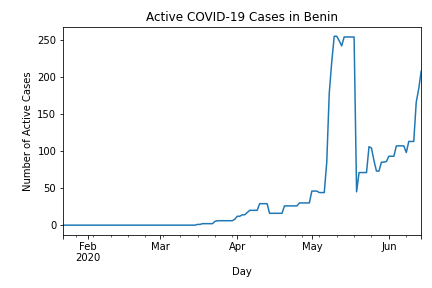 Active COVID-19 Cases in Benin
Number of Active Cases
250
200
150
100
50
0
Feb Mar Apr May Jun
2020
Day